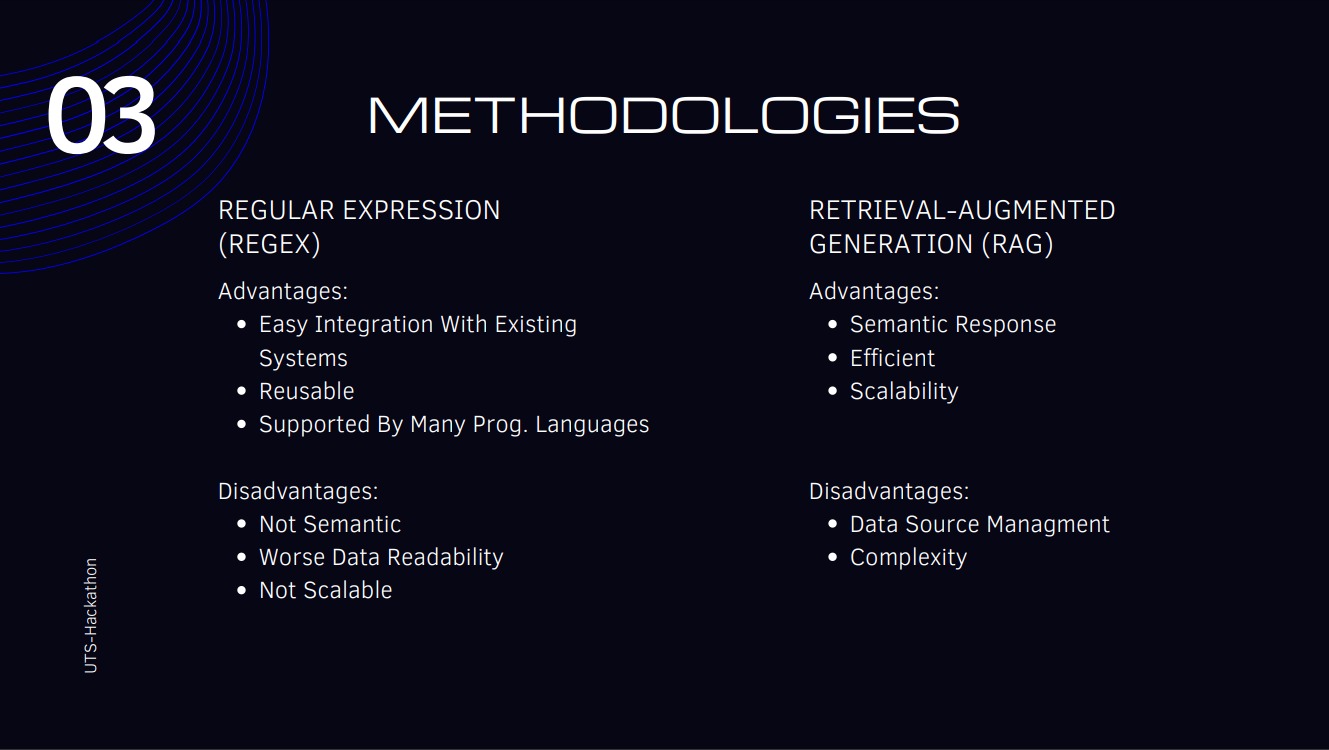 03
METHODOLOGIES
REGULAR EXPRESSION
(REGEX)
Advantages:
• Easy Integration With Existing
Systems
• Reusable
• Supported By Many Prog. Languages
Disadvantages:
• Not Semantic
• Worse Data Readability
• Not Scalable
RETRIEVAL-AUGMENTED
GENERATION (RAG)
Advantages:
• Semantic Response
• Efficient
• Scalability
Disadvantages:
• Data Source Managment
• Complexity
UTS-Hackathon